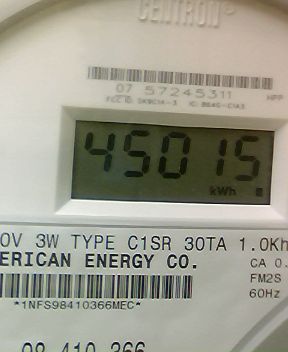 CENTRON®
07 57245311
FCC ID: SK9C1A-3 IC: 864G-C1A3
45015
kWh
0V 3W TYPE C1SR 30TA 1.0Kh
ERICAN ENERGY CO.
CA 0.
FM2S
60Hz
*1NFS98410366MEC*
98 410 366